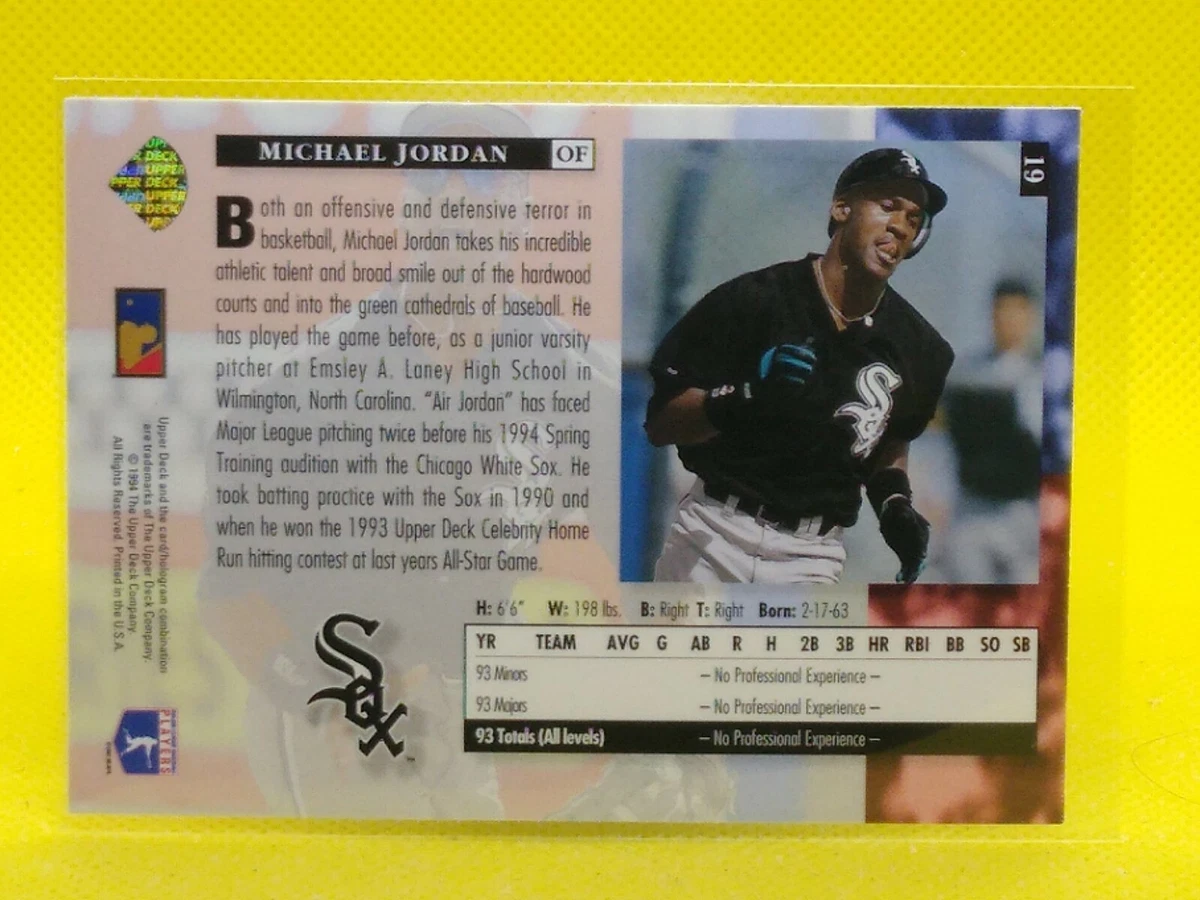 MICHAEL JORDAN OF
19
Both an offensive and defensive terror in
basketball, Michael Jordan takes his incredible
athletic talent and broad smile out of the hardwood
courts and into the green cathedrals of baseball. He
has played the game before, as a junior varsity
pitcher at Emsley A. Laney High School in
Wilmington, North Carolina. "Air Jordan" has faced
Major League pitching twice before his 1994 Spring
Training audition with the Chicago White Sox. He
took batting practice with the Sox in 1990 and
when he won the 1993 Upper Deck Celebrity Home
Run hitting contest at last years All-Star Game.
UPPER DECK
Upper Deck and the card/hologram combination
are trademarks of The Upper Deck Company.
© 1994 The Upper Deck Company.
All Rights Reserved. Printed in the U.S.A.
PLAYERS
Sox
Sox
H: 6'6" W: 198 lbs. B: Right T: Right Born: 2-17-63
YR TEAM AVG G AB R H 2B 3B HR RBI BB SO SB
93 Minors – No Professional Experience –
93 Majors – No Professional Experience –
93 Totals (All levels) – No Professional Experience –